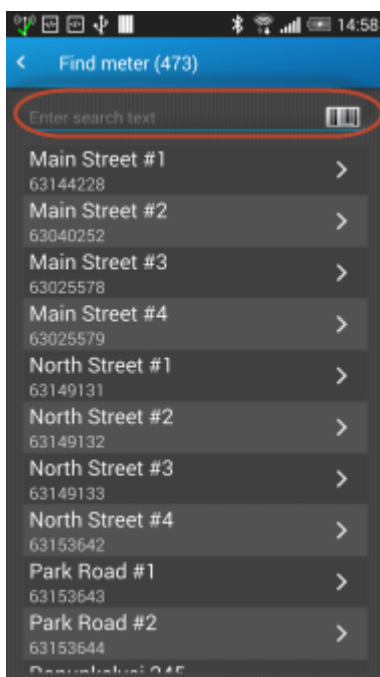 14:58
Find meter (473)
Enter search text
Main Street #1
63144228
Main Street #2
63040252
Main Street #3
63025578
Main Street #4
63025579
North Street #1
63149131
North Street #2
63149132
North Street #3
63149133
North Street #4
63153642
Park Road #1
63153643
Park Road #2
63153644